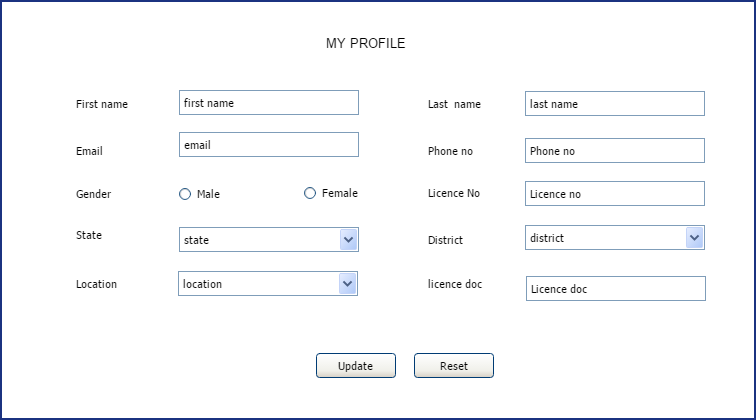 MY PROFILE
First name first name Last name last name
Email email Phone no Phone no
Gender Male Female Licence No Licence no
State state District district
Location location licence doc Licence doc
Update Reset